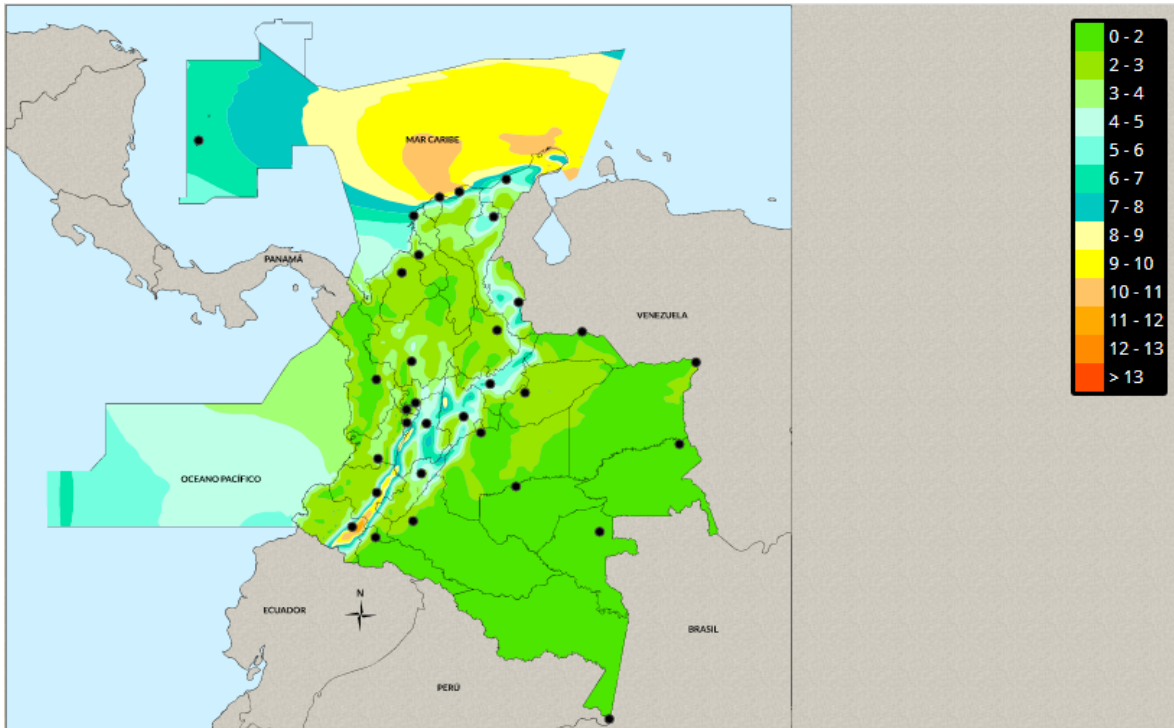 0 - 2
2 - 3
3 - 4
4 - 5
5 - 6
6 - 7
7 - 8
8 - 9
9 - 10
10 - 11
11 - 12
12 - 13
> 13
MAR CARIBE
PANAMÁ
VENEZUELA
OCEANO PACÍFICO
N
ECUADOR
BRASIL
PERÚ